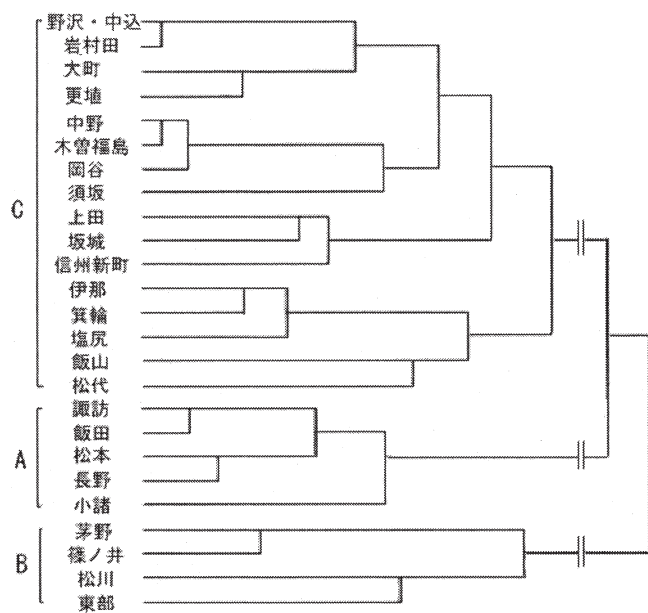 野沢・中込
岩村田
大町
更埴
中野
木曽福島
岡谷
須坂
C
上田
坂城
信州新町
伊那
箕輪
塩尻
飯山
松代
諏訪
飯田
A
松本
長野
小諸
茅野
B
篠ノ井
松川
東部